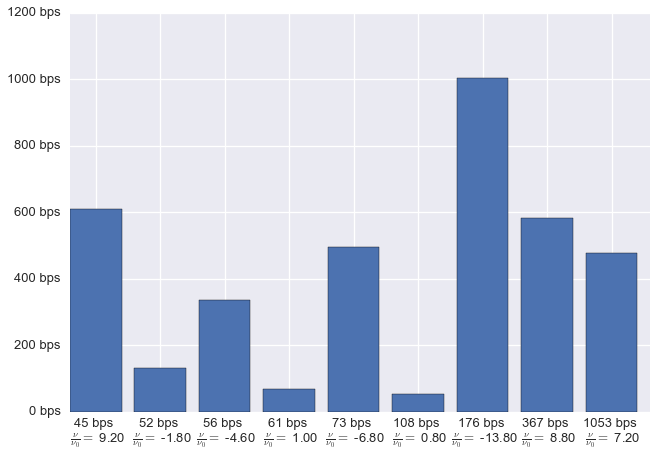 1200 bps
1000 bps
800 bps
600 bps
400 bps
200 bps
0 bps
45 bps 52 bps 56 bps 61 bps 73 bps 108 bps 176 bps 367 bps 1053 bps
ν/ν₀ = 9.20 ν/ν₀ = -1.80 ν/ν₀ = -4.60 ν/ν₀ = 1.00 ν/ν₀ = -6.80 ν/ν₀ = 0.80 ν/ν₀ = -13.80 ν/ν₀ = 8.80 ν/ν₀ = 7.20